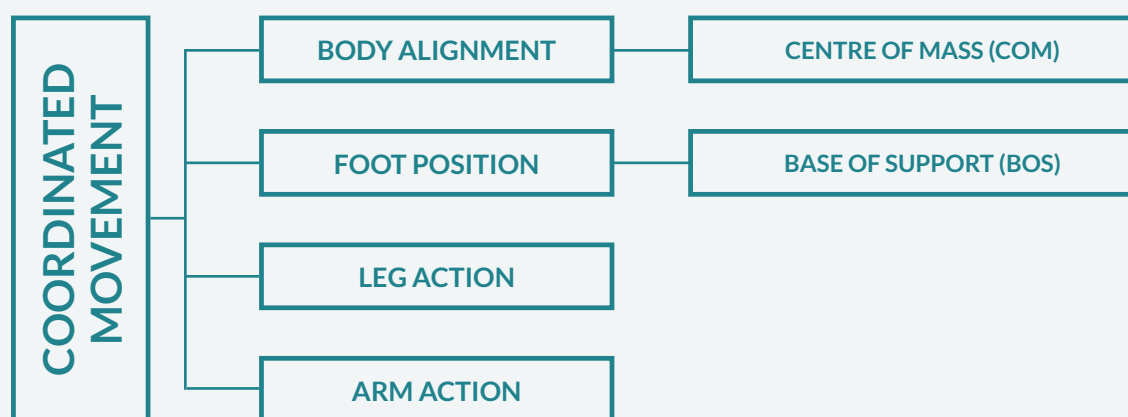 COORDINATED
MOVEMENT
BODY ALIGNMENT
CENTRE OF MASS (COM)
FOOT POSITION
BASE OF SUPPORT (BOS)
LEG ACTION
ARM ACTION